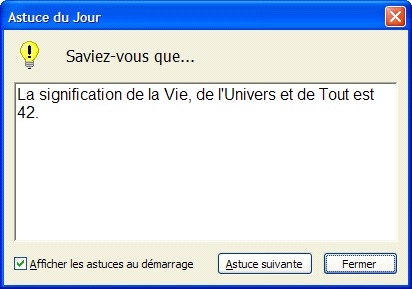 Astuce du Jour
Saviez-vous que...
La signification de la Vie, de l'Univers et de Tout est
42.
Afficher les astuces au démarrage
Astuce suivante
Fermer